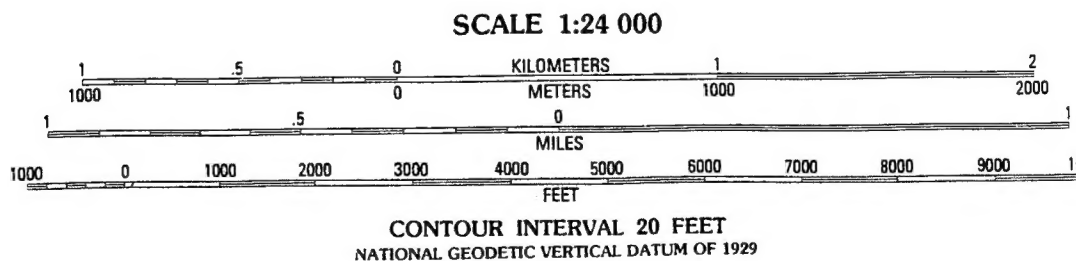 SCALE 1:24 000
1 .5 0 KILOMETERS 1 2
1000 0 METERS 1000 2000
1 .5 0 1
MILES
1000 0 1000 2000 3000 4000 5000 6000 7000 8000 9000 1
FEET
CONTOUR INTERVAL 20 FEET
NATIONAL GEODETIC VERTICAL DATUM OF 1929